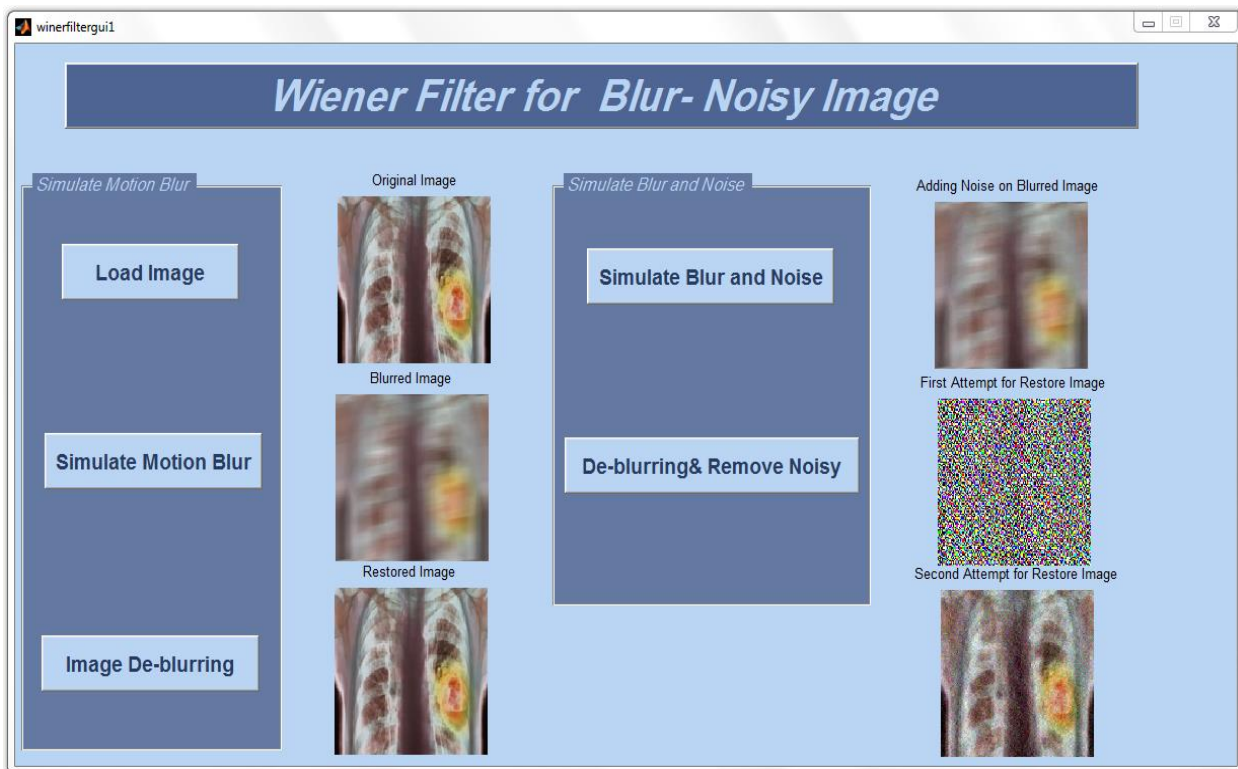 winerfiltergui1
Wiener Filter for Blur- Noisy Image
Simulate Motion Blur
Load Image
Simulate Motion Blur
Image De-blurring
Original Image
Blurred Image
Restored Image
Simulate Blur and Noise
Simulate Blur and Noise
De-blurring& Remove Noisy
Adding Noise on Blurred Image
First Attempt for Restore Image
Second Attempt for Restore Image